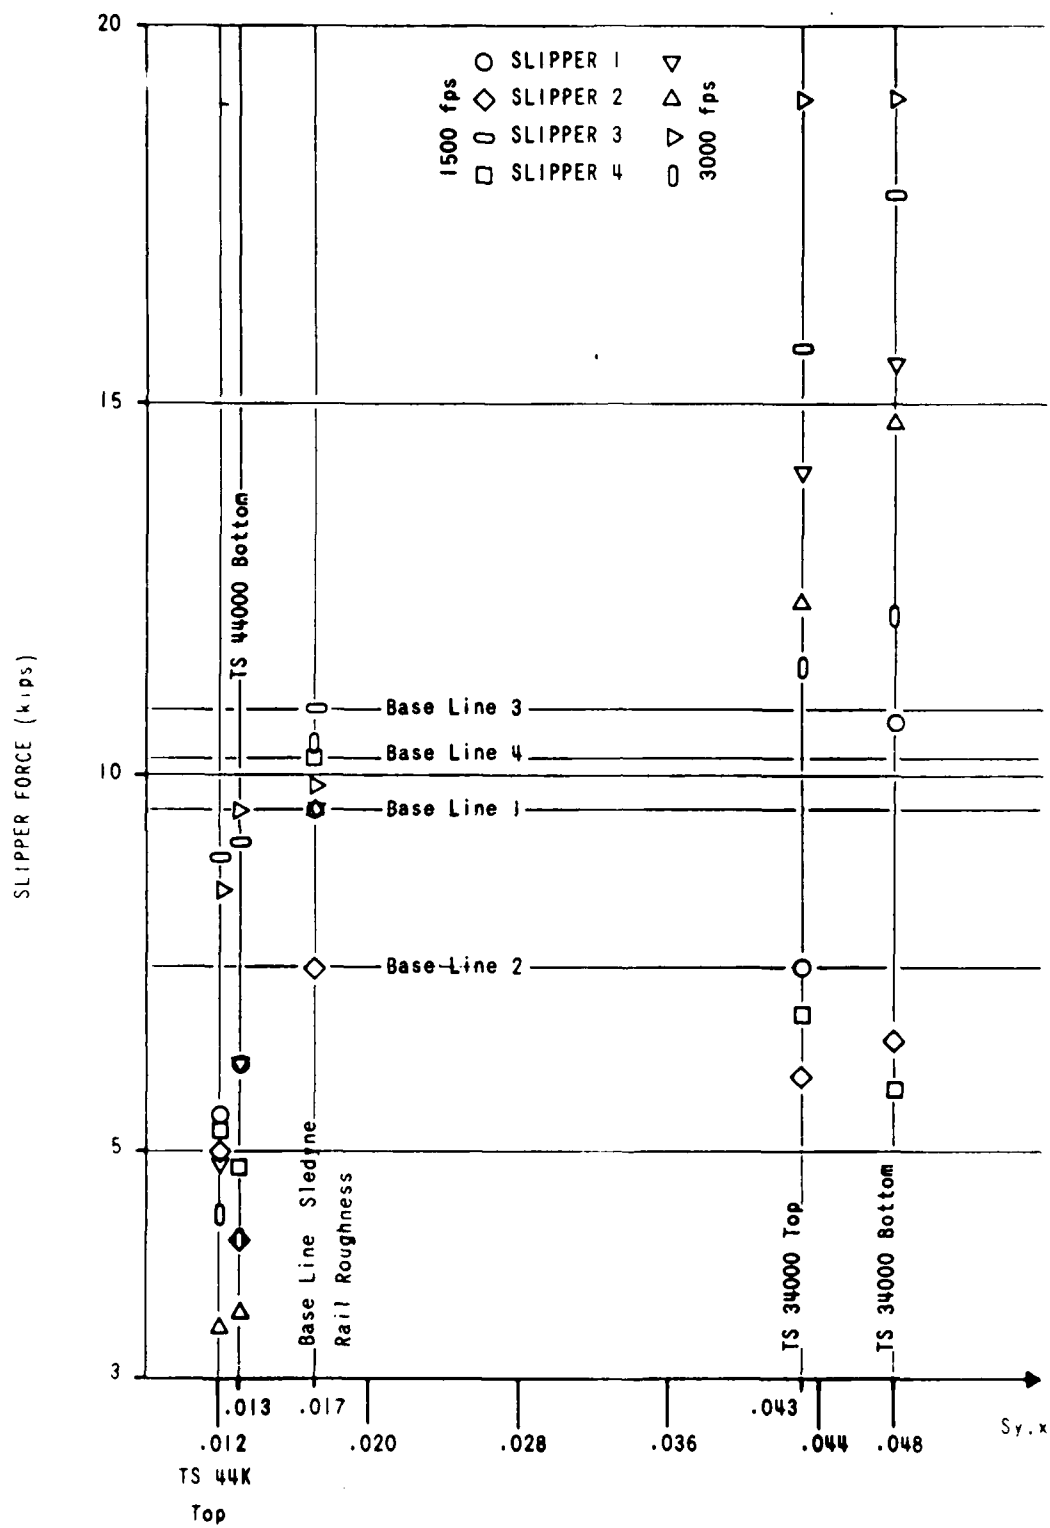 20
1500 fps
SLIPPER 1
SLIPPER 2
SLIPPER 3
SLIPPER 4
3000 fps
15
TS 44000 Bottom
SLIPPER FORCE (kips)
Base Line 3
Base Line 4
10
Base Line 1
Base Line 2
5
Base Line Sledyne
Rail Roughness
TS 34000 Top
TS 34000 Bottom
3
.013
.017
.043
.012
.020
.028
.036
.044
.048
Sy.x
TS 44K
Top